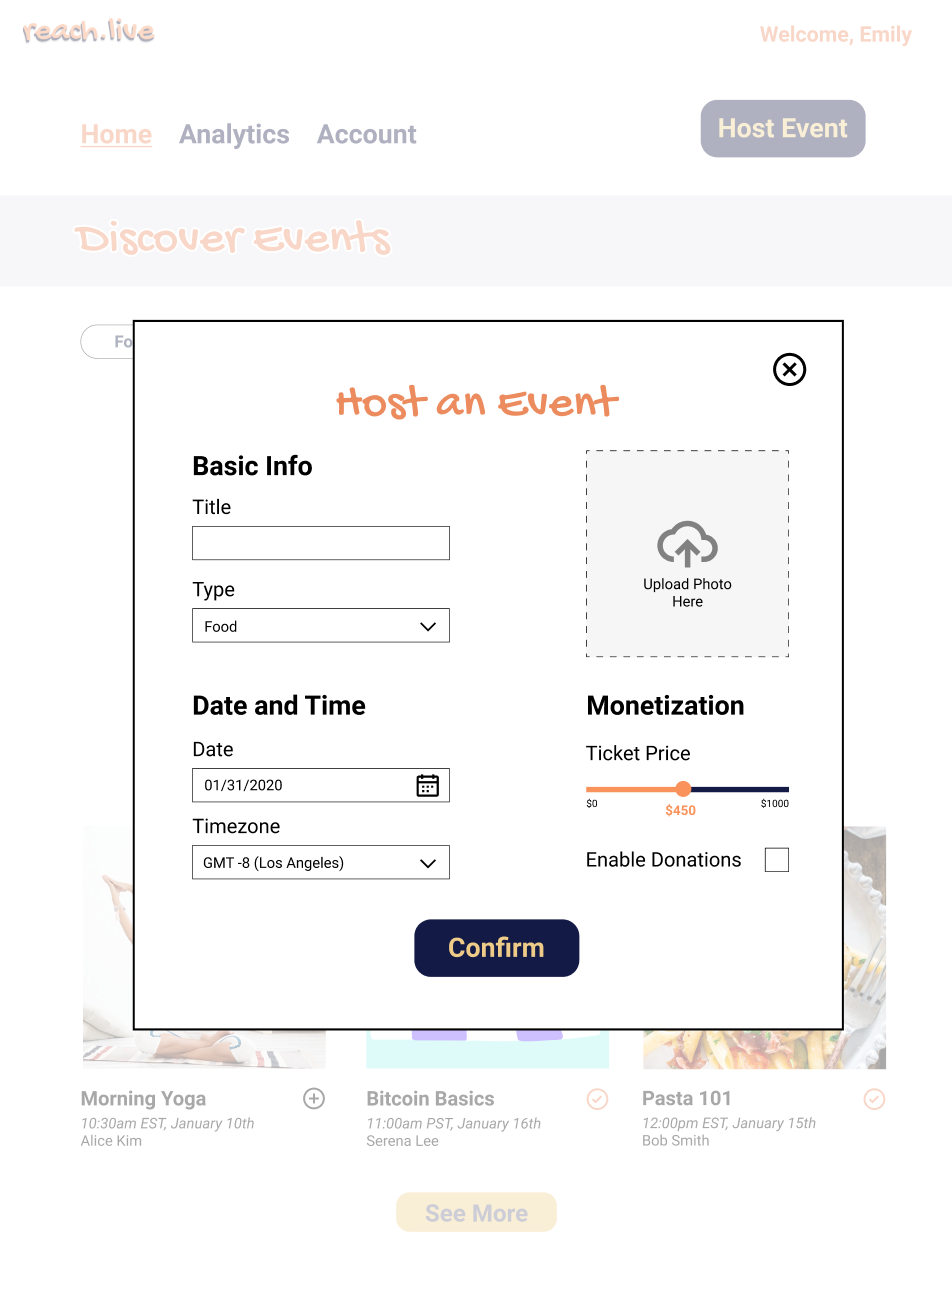 reach.live
Welcome, Emily
Home Analytics Account
Host Event
Discover Events
Fo
Host an Event
Basic Info
Title
Type
Food
Upload Photo
Here
Date and Time
Date
01/31/2020
Timezone
GMT -8 (Los Angeles)
Monetization
Ticket Price
$0
$450
$1000
Enable Donations
Confirm
Morning Yoga
10:30am EST, January 10th
Alice Kim
Bitcoin Basics
11:00am PST, January 16th
Serena Lee
Pasta 101
12:00pm EST, January 15th
Bob Smith
See More